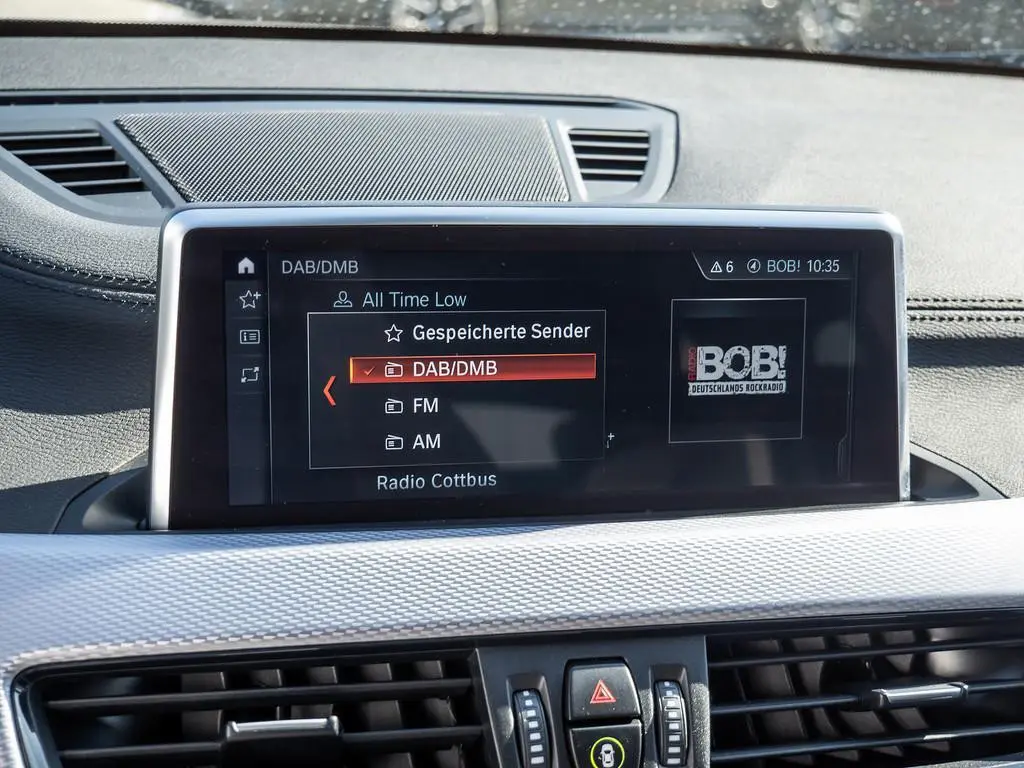 DAB/DMB
6 4 BOB! 10:35
All Time Low
Gespeicherte Sender
DAB/DMB
FM
AM
Radio Cottbus
RADIO
BOB!
DEUTSCHLANDS ROCKRADIO